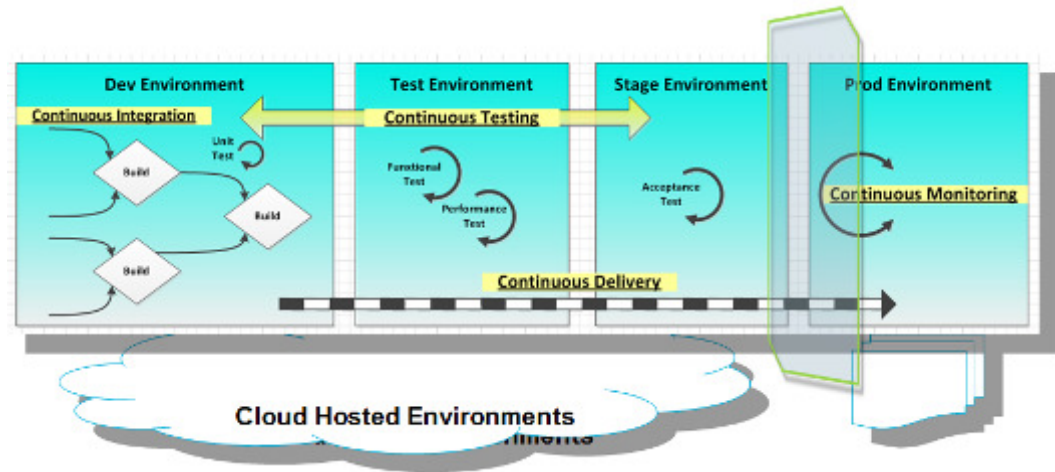 Dev Environment
Test Environment
Stage Environment
Prod Environment
Continuous Integration
Continuous Testing
Unit
Test
Build
Build
Build
Functional
Test
Performance
Test
Acceptance
Test
Continuous Monitoring
Continuous Delivery
Cloud Hosted Environments